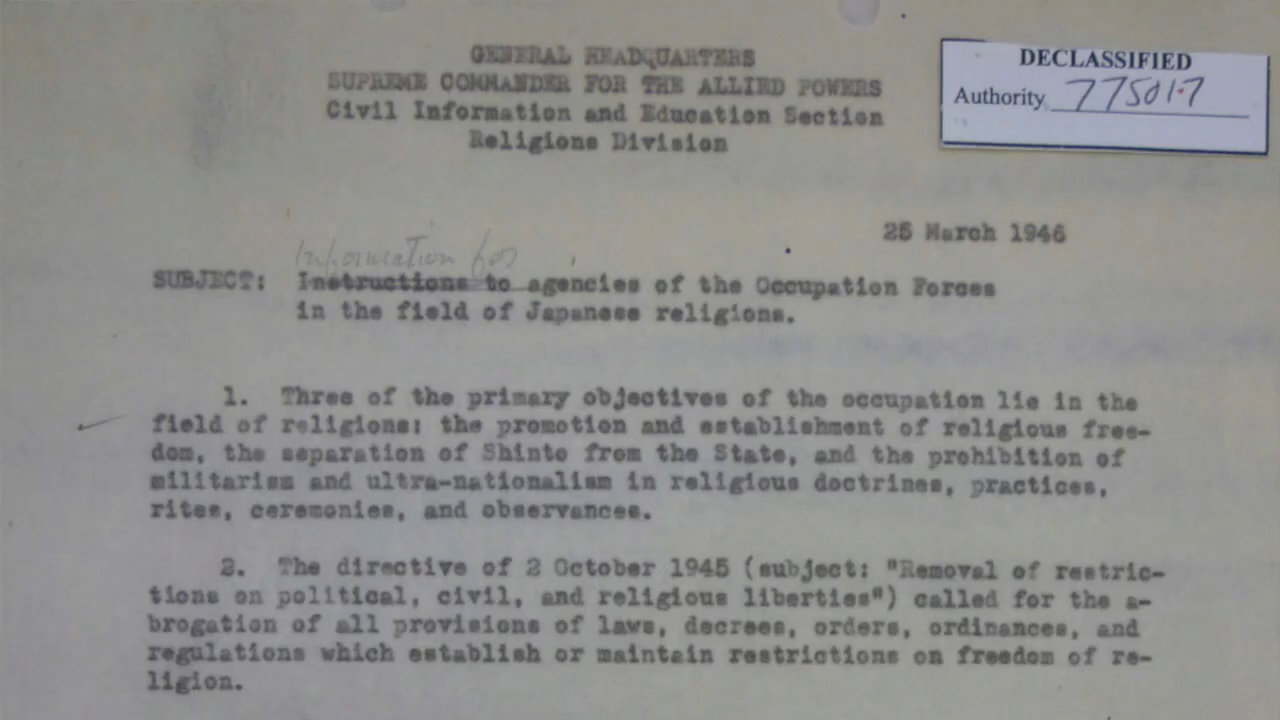 GENERAL HEADQUARTERS
SUPREME COMMANDER FOR THE ALLIED POWERS
Civil Information and Education Section
Religions Division
DECLASSIFIED
Authority 775017
25 March 1946
Information for
SUBJECT: Instructions to agencies of the Occupation Forces
in the field of Japanese religions.
1. Three of the primary objectives of the occupation lie in the
field of religions: the promotion and establishment of religious free-
dom, the separation of Shinto from the State, and the prohibition of
militarism and ultra-nationalism in religious doctrines, practices,
rites, ceremonies, and observances.
2. The directive of 2 October 1945 (subject: "Removal of restric-
tions on political, civil, and religious liberties") called for the a-
brogation of all provisions of laws, decrees, orders, ordinances, and
regulations which establish or maintain restrictions on freedom of re-
ligion.